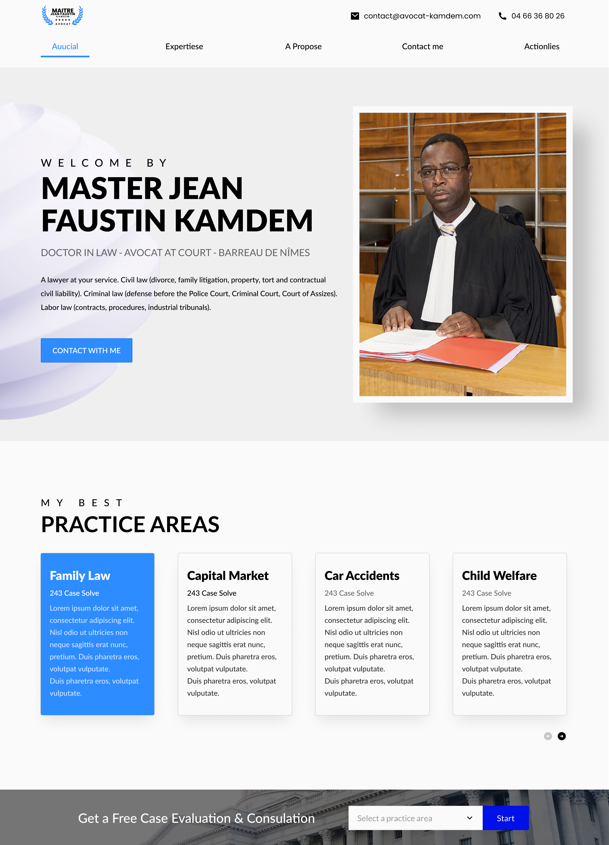 MAITRE
JEAN FAUSTIN
AVOCAT
contact@avocat-kamdem.com
04 66 36 80 26
Auucial
Expertiese
A Propose
Contact me
Actionlies
WELCOME BY
MASTER JEAN
FAUSTIN KAMDEM
DOCTOR IN LAW - AVOCAT AT COURT - BARREAU DE NÎMES
A lawyer at your service. Civil law (divorce, family litigation, property, tort and contractual
civil liability). Criminal law (defense before the Police Court, Criminal Court, Court of Assizes).
Labor law (contracts, procedures, industrial tribunals).
CONTACT WITH ME
MY BEST
PRACTICE AREAS
Family Law
243 Case Solve
Lorem ipsum dolor sit amet,
consectetur adipiscing elit.
Nisl odio ut ultricies non
neque sagittis erat nunc,
pretium. Duis pharetra eros,
volutpat vulputate.
Duis pharetra eros, volutpat
vulputate.
Capital Market
243 Case Solve
Lorem ipsum dolor sit amet,
consectetur adipiscing elit.
Nisl odio ut ultricies non
neque sagittis erat nunc,
pretium. Duis pharetra eros,
volutpat vulputate.
Duis pharetra eros, volutpat
vulputate.
Car Accidents
243 Case Solve
Lorem ipsum dolor sit amet,
consectetur adipiscing elit.
Nisl odio ut ultricies non
neque sagittis erat nunc,
pretium. Duis pharetra eros,
volutpat vulputate.
Duis pharetra eros, volutpat
vulputate.
Child Welfare
243 Case Solve
Lorem ipsum dolor sit amet,
consectetur adipiscing elit.
Nisl odio ut ultricies non
neque sagittis erat nunc,
pretium. Duis pharetra eros,
volutpat vulputate.
Duis pharetra eros, volutpat
vulputate.
Get a Free Case Evaluation & Consulation
Select a practice area
Start